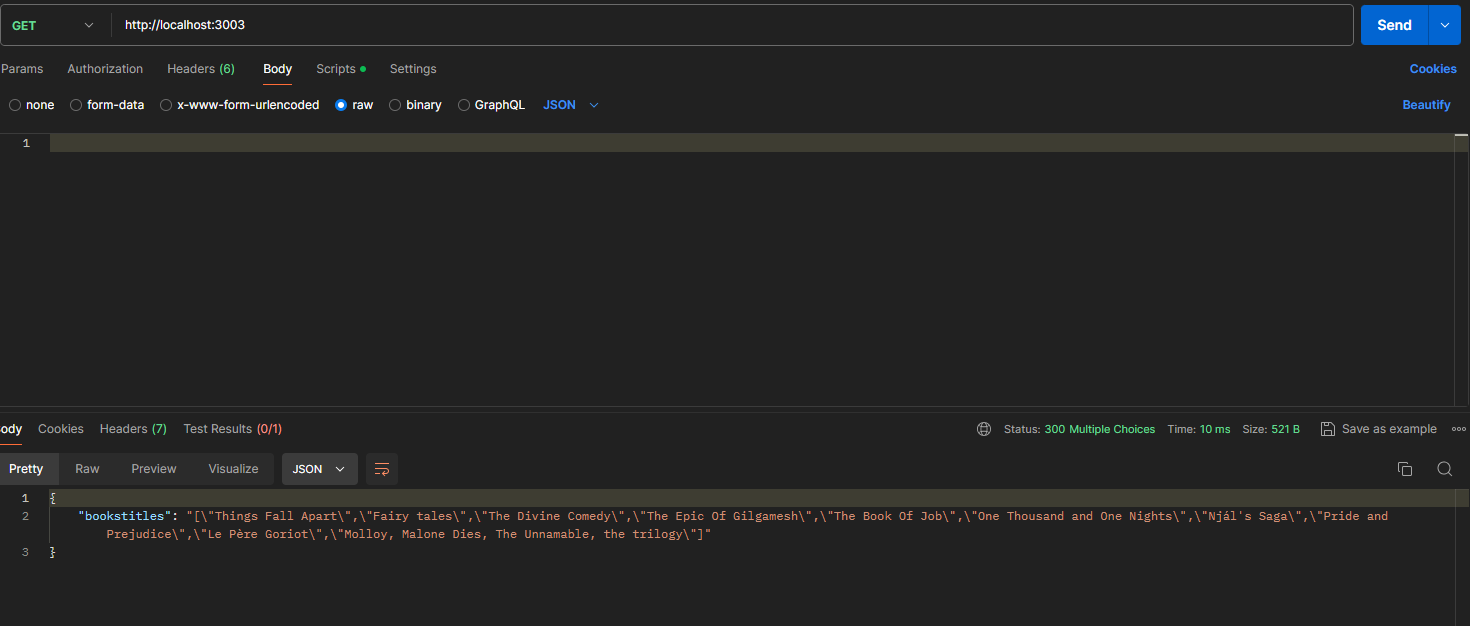 GET http://localhost:3003 Send
Params Authorization Headers (6) Body Scripts Settings Cookies
none form-data x-www-form-urlencoded raw binary GraphQL JSON Beautify
1
ody Cookies Headers (7) Test Results (0/1) Status: 300 Multiple Choices Time: 10 ms Size: 521 B Save as example
Pretty Raw Preview Visualize JSON
1 {
2 "bookstitles": "[\"Things Fall Apart\",\"Fairy tales\",\"The Divine Comedy\",\"The Epic Of Gilgamesh\",\"The Book Of Job\",\"One Thousand and One Nights\",\"Njál's Saga\",\"Pride and
Prejudice\",\"Le Père Goriot\",\"Molloy, Malone Dies, The Unnamable, the trilogy\"]"
3 }